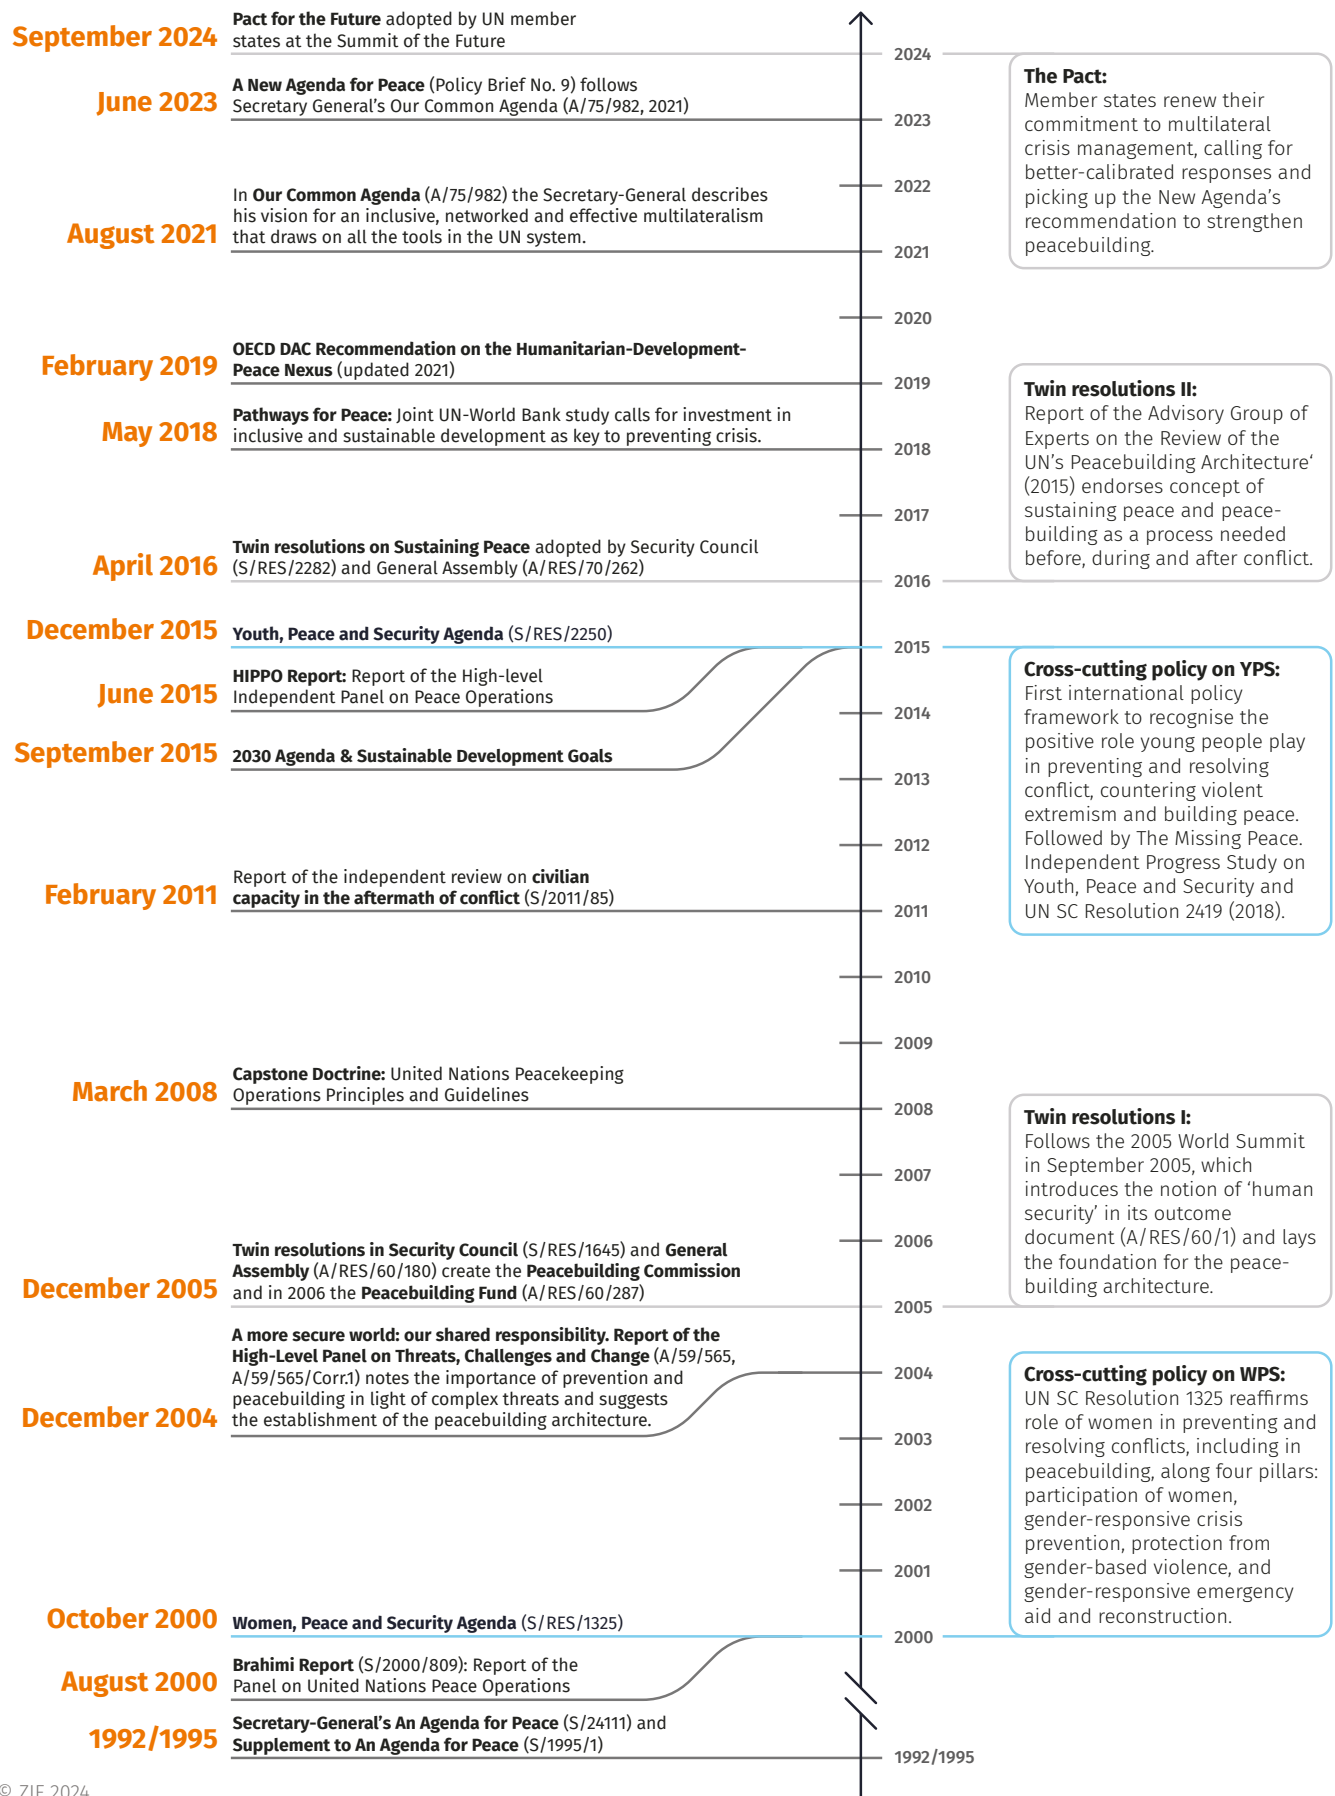 September 2024
Pact for the Future adopted by UN member
states at the Summit of the Future
2024
The Pact:
Member states renew their
commitment to multilateral
crisis management, calling for
better-calibrated responses and
picking up the New Agenda's
recommendation to strengthen
peacebuilding.
June 2023
A New Agenda for Peace (Policy Brief No. 9) follows
Secretary General's Our Common Agenda (A/75/982, 2021)
2023
2022
August 2021
In Our Common Agenda (A/75/982) the Secretary-General describes
his vision for an inclusive, networked and effective multilateralism
that draws on all the tools in the UN system.
2021
2020
February 2019
OECD DAC Recommendation on the Humanitarian-Development-
Peace Nexus (updated 2021)
2019
May 2018
Pathways for Peace: Joint UN-World Bank study calls for investment in
inclusive and sustainable development as key to preventing crisis.
2018
Twin resolutions II:
Report of the Advisory Group of
Experts on the Review of the
UN's Peacebuilding Architecture‘
(2015) endorses concept of
sustaining peace and peace-
building as a process needed
before, during and after conflict.
2017
April 2016
Twin resolutions on Sustaining Peace adopted by Security Council
(S/RES/2282) and General Assembly (A/RES/70/262)
2016
December 2015
Youth, Peace and Security Agenda (S/RES/2250)
2015
Cross-cutting policy on YPS:
First international policy
framework to recognise the
positive role young people play
in preventing and resolving
conflict, countering violent
extremism and building peace.
Followed by The Missing Peace.
Independent Progress Study on
Youth, Peace and Security and
UN SC Resolution 2419 (2018).
June 2015
HIPPO Report: Report of the High-level
Independent Panel on Peace Operations
2014
September 2015
2030 Agenda & Sustainable Development Goals
2013
2012
February 2011
Report of the independent review on civilian
capacity in the aftermath of conflict (S/2011/85)
2011
2010
2009
March 2008
Capstone Doctrine: United Nations Peacekeeping
Operations Principles and Guidelines
2008
Twin resolutions I:
Follows the 2005 World Summit
in September 2005, which
introduces the notion of ‘human
security’ in its outcome
document (A/RES/60/1) and lays
the foundation for the peace-
building architecture.
2007
2006
December 2005
Twin resolutions in Security Council (S/RES/1645) and General
Assembly (A/RES/60/180) create the Peacebuilding Commission
and in 2006 the Peacebuilding Fund (A/RES/60/287)
2005
December 2004
A more secure world: our shared responsibility. Report of the
High-Level Panel on Threats, Challenges and Change (A/59/565,
A/59/565/Corr.1) notes the importance of prevention and
peacebuilding in light of complex threats and suggests
the establishment of the peacebuilding architecture.
2004
Cross-cutting policy on WPS:
UN SC Resolution 1325 reaffirms
role of women in preventing and
resolving conflicts, including in
peacebuilding, along four pillars:
participation of women,
gender-responsive crisis
prevention, protection from
gender-based violence, and
gender-responsive emergency
aid and reconstruction.
2003
2002
2001
October 2000
Women, Peace and Security Agenda (S/RES/1325)
2000
August 2000
Brahimi Report (S/2000/809): Report of the
Panel on United Nations Peace Operations
1992/1995
Secretary-General's An Agenda for Peace (S/24111) and
Supplement to An Agenda for Peace (S/1995/1)
1992/1995
© ZIF 2024